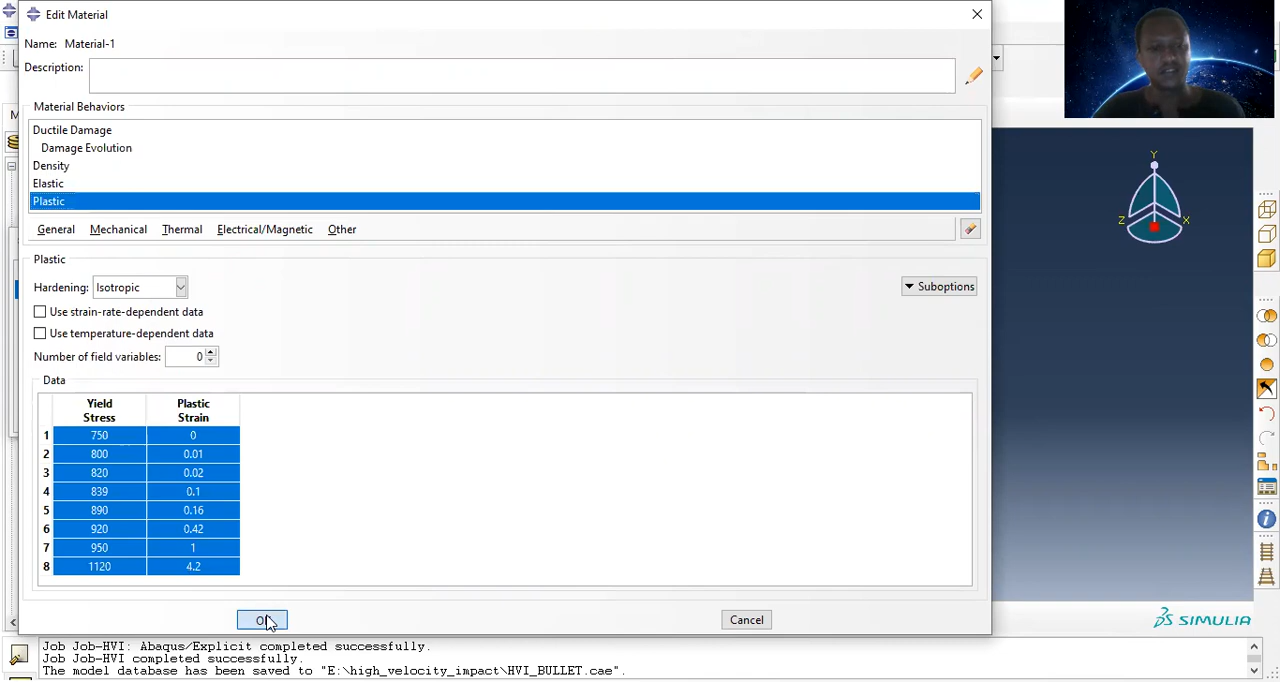 Edit Material
Name: Material-1
Description:
Material Behaviors
Ductile Damage
Damage Evolution
Density
Elastic
Plastic
General Mechanical Thermal Electrical/Magnetic Other
Plastic
Hardening: Isotropic
Suboptions
Use strain-rate-dependent data
Use temperature-dependent data
Number of field variables: 0
Data
Yield Stress Plastic Strain
1 750 0
2 800 0.01
3 820 0.02
4 839 0.1
5 890 0.16
6 920 0.42
7 950 1
8 1120 4.2
Cancel
Y
Z X
SIMULIA
Job Job-HVI: Abaqus/Explicit completed successfully.
Job Job-HVI completed successfully.
The model database has been saved to "E:\high_velocity_impact\HVI_BULLET.cae".